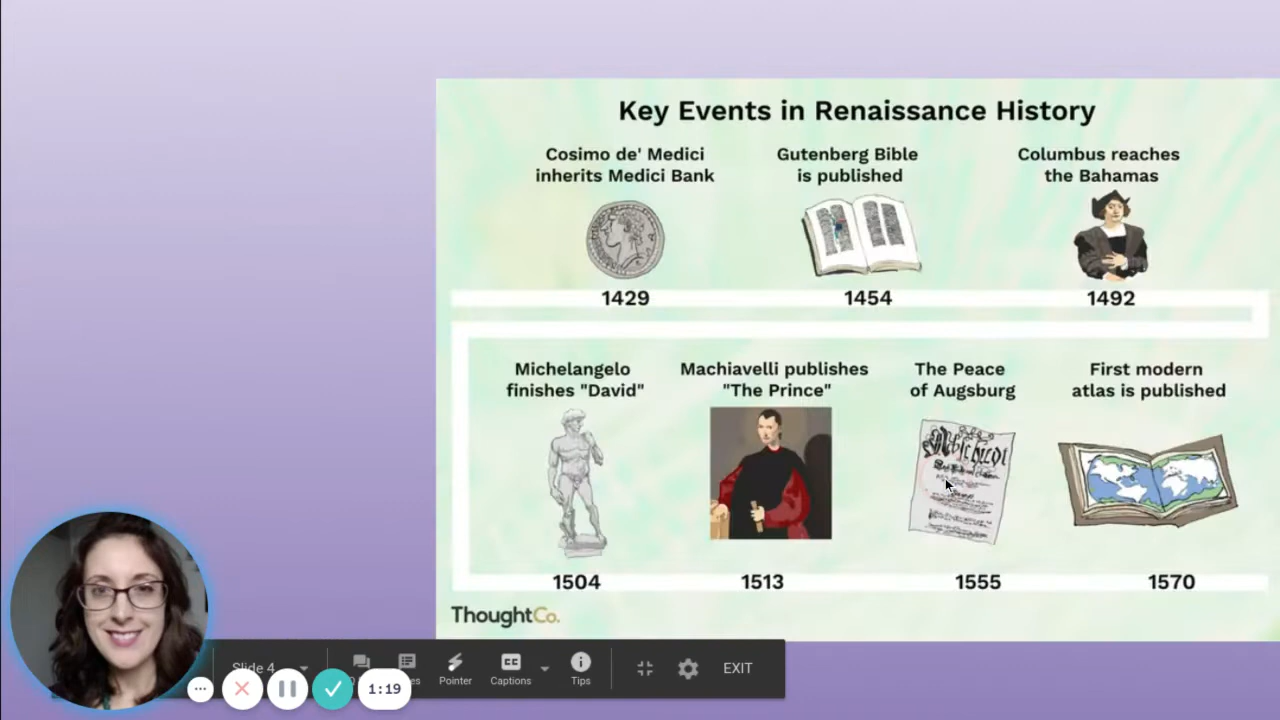 Key Events in Renaissance History
Cosimo de' Medici
inherits Medici Bank
Gutenberg Bible
is published
Columbus reaches
the Bahamas
1429
1454
1492
Michelangelo
finishes "David"
Machiavelli publishes
"The Prince"
The Peace
of Augsburg
First modern
atlas is published
1504
1513
1555
1570
ThoughtCo.
Slide 4
Pointer
Captions
Tips
EXIT
CC
1:19